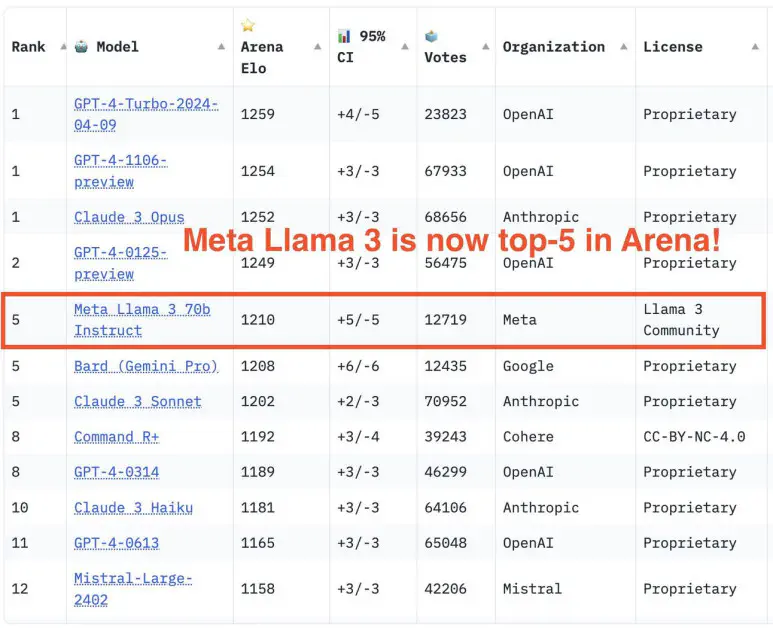 Rank Model ⭐ Arena Elo 📊 95% CI 🗳️ Votes Organization License
1 GPT-4-Turbo-2024-04-09 1259 +4/-5 23823 OpenAI Proprietary
1 GPT-4-1106-preview 1254 +3/-3 67933 OpenAI Proprietary
1 Claude 3 Opus 1252 +3/-3 68656 Anthropic Proprietary
Meta Llama 3 is now top-5 in Arena!
2 GPT-4-0125-preview 1249 +3/-3 56475 OpenAI Proprietary
5 Meta Llama 3 70b Instruct 1210 +5/-5 12719 Meta Llama 3 Community
5 Bard (Gemini Pro) 1208 +6/-6 12435 Google Proprietary
5 Claude 3 Sonnet 1202 +2/-3 70952 Anthropic Proprietary
8 Command R+ 1192 +3/-4 39243 Cohere CC-BY-NC-4.0
8 GPT-4-0314 1189 +3/-3 46299 OpenAI Proprietary
10 Claude 3 Haiku 1181 +3/-3 64106 Anthropic Proprietary
11 GPT-4-0613 1165 +3/-3 65048 OpenAI Proprietary
12 Mistral-Large-2402 1158 +3/-3 42206 Mistral Proprietary